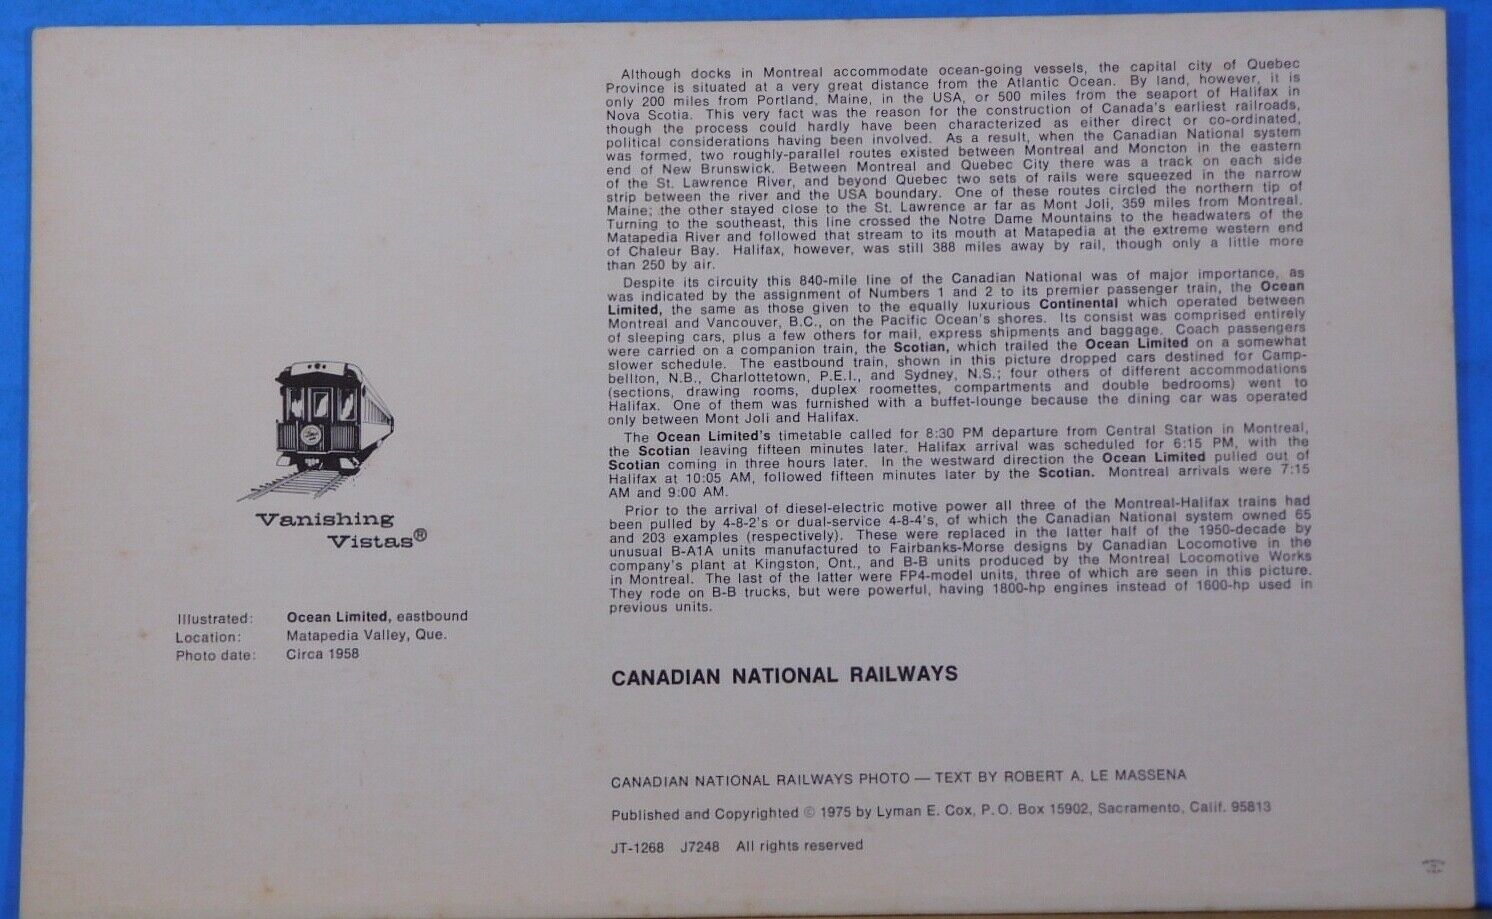 Although docks in Montreal accommodate ocean-going vessels, the capital city of Quebec
Province is situated at a very great distance from the Atlantic Ocean. By land, however, it is
only 200 miles from Portland, Maine, in the USA, or 500 miles from the seaport of Halifax in
Nova Scotia. This very fact was the reason for the construction of Canada's earliest railroads,
though the process could hardly have been characterized as either direct or co-ordinated,
political considerations having been involved. As a result, when the Canadian National system
was formed, two roughly-parallel routes existed between Montreal and Moncton in the eastern
end of New Brunswick. Between Montreal and Quebec City there was a track on each side
of the St. Lawrence River, and beyond Quebec two sets of rails were squeezed in the narrow
strip between the river and the USA boundary. One of these routes circled the northern tip of
Maine; the other stayed close to the St. Lawrence ar far as Mont Joli, 359 miles from Montreal.
Turning to the southeast, this line crossed the Notre Dame Mountains to the headwaters of the
Matapedia River and followed that stream to its mouth at Matapedia at the extreme western end
of Chaleur Bay. Halifax, however, was still 388 miles away by rail, though only a little more
than 250 by air.
Despite its circuity this 840-mile line of the Canadian National was of major importance, as
was indicated by the assignment of Numbers 1 and 2 to its premier passenger train, the Ocean
Limited, the same as those given to the equally luxurious Continental which operated between
Montreal and Vancouver, B.C., on the Pacific Ocean's shores. Its consist was comprised entirely
of sleeping cars, plus a few others for mail, express shipments and baggage. Coach passengers
were carried on a companion train, the Scotian, which trailed the Ocean Limited on a somewhat
slower schedule. The eastbound train, shown in this picture dropped cars destined for Camp-
bellton, N.B., Charlottetown, P.E.I., and Sydney, N.S.; four others of different accommodations
(sections, drawing rooms, duplex roomettes, compartments and double bedrooms) went to
Halifax. One of them was furnished with a buffet-lounge because the dining car was operated
only between Mont Joli and Halifax.
The Ocean Limited's timetable called for 8:30 PM departure from Central Station in Montreal,
the Scotian leaving fifteen minutes later. Halifax arrival was scheduled for 6:15 PM, with the
Scotian coming in three hours later. In the westward direction the Ocean Limited pulled out of
Halifax at 10:05 AM, followed fifteen minutes later by the Scotian. Montreal arrivals were 7:15
AM and 9:00 AM.
Prior to the arrival of diesel-electric motive power all three of the Montreal-Halifax trains had
been pulled by 4-8-2's or dual-service 4-8-4's, of which the Canadian National system owned 65
and 203 examples (respectively). These were replaced in the latter half of the 1950-decade by
unusual B-A1A units manufactured to Fairbanks-Morse designs by Canadian Locomotive in the
company's plant at Kingston, Ont., and B-B units produced by the Montreal Locomotive Works
in Montreal. The last of the latter were FP4-model units, three of which are seen in this picture.
They rode on B-B trucks, but were powerful, having 1800-hp engines instead of 1600-hp used in
previous units.
Vanishing
Vistas®
Illustrated: Ocean Limited, eastbound
Location: Matapedia Valley, Que.
Photo date: Circa 1958
CANADIAN NATIONAL RAILWAYS
CANADIAN NATIONAL RAILWAYS PHOTO — TEXT BY ROBERT A. LE MASSENA
Published and Copyrighted © 1975 by Lyman E. Cox, P.O. Box 15902, Sacramento, Calif. 95813
JT-1268 J7248 All rights reserved